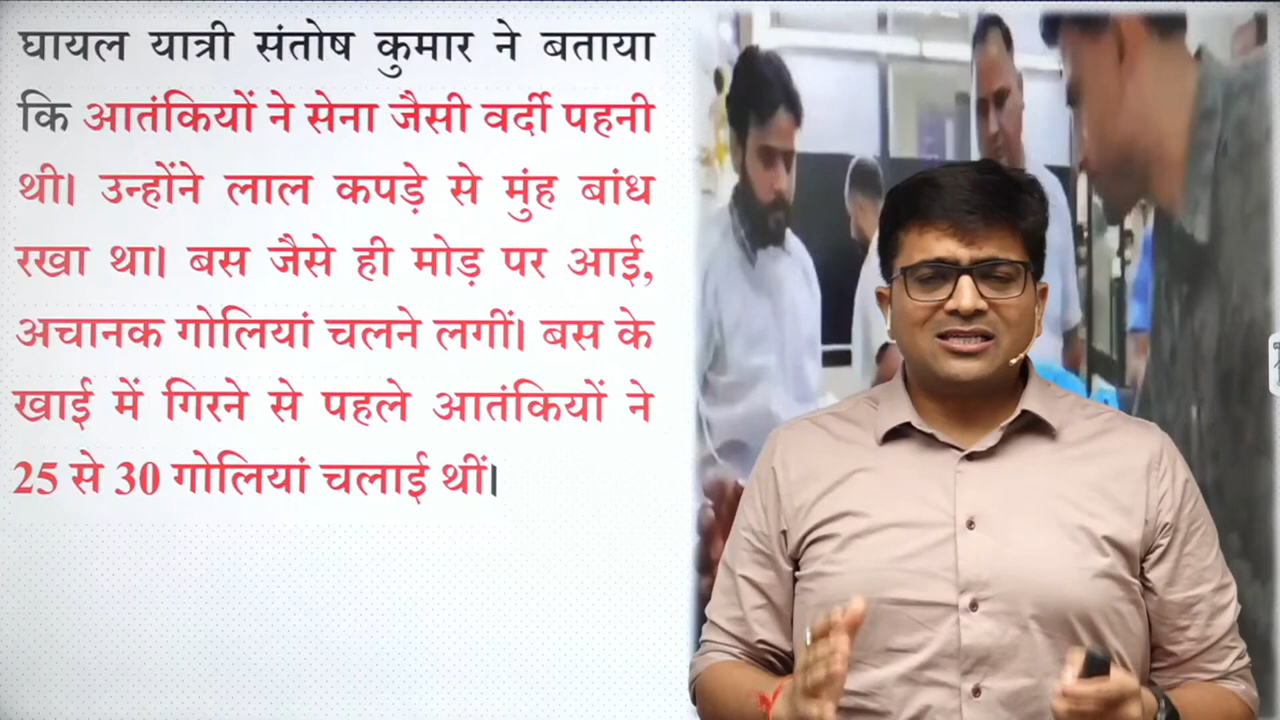 घायल यात्री संतोष कुमार ने बताया
कि आतंकियों ने सेना जैसी वर्दी पहनी
थी। उन्होंने लाल कपड़े से मुंह बांध
रखा था। बस जैसे ही मोड़ पर आई,
अचानक गोलियां चलने लगीं। बस के
खाई में गिरने से पहले आतंकियों ने
25 से 30 गोलियां चलाई थीं।